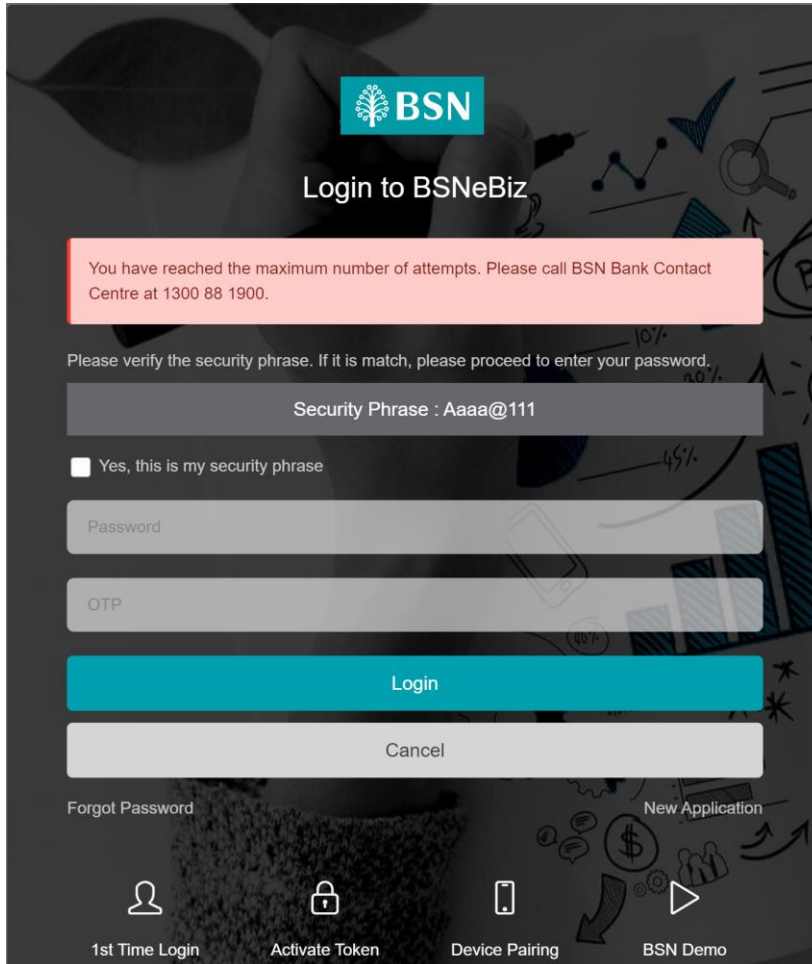 BSN
Login to BSNeBiz
You have reached the maximum number of attempts. Please call BSN Bank Contact
Centre at 1300 88 1900.
10%
Please verify the security phrase. If it is match, please proceed to enter your password.
30%
Security Phrase : Aaaa@111
45%
Yes, this is my security phrase
Password
OTP
Login
Cancel
Forgot Password
New Application
$
1st Time Login
Activate Token
Device Pairing
BSN Demo